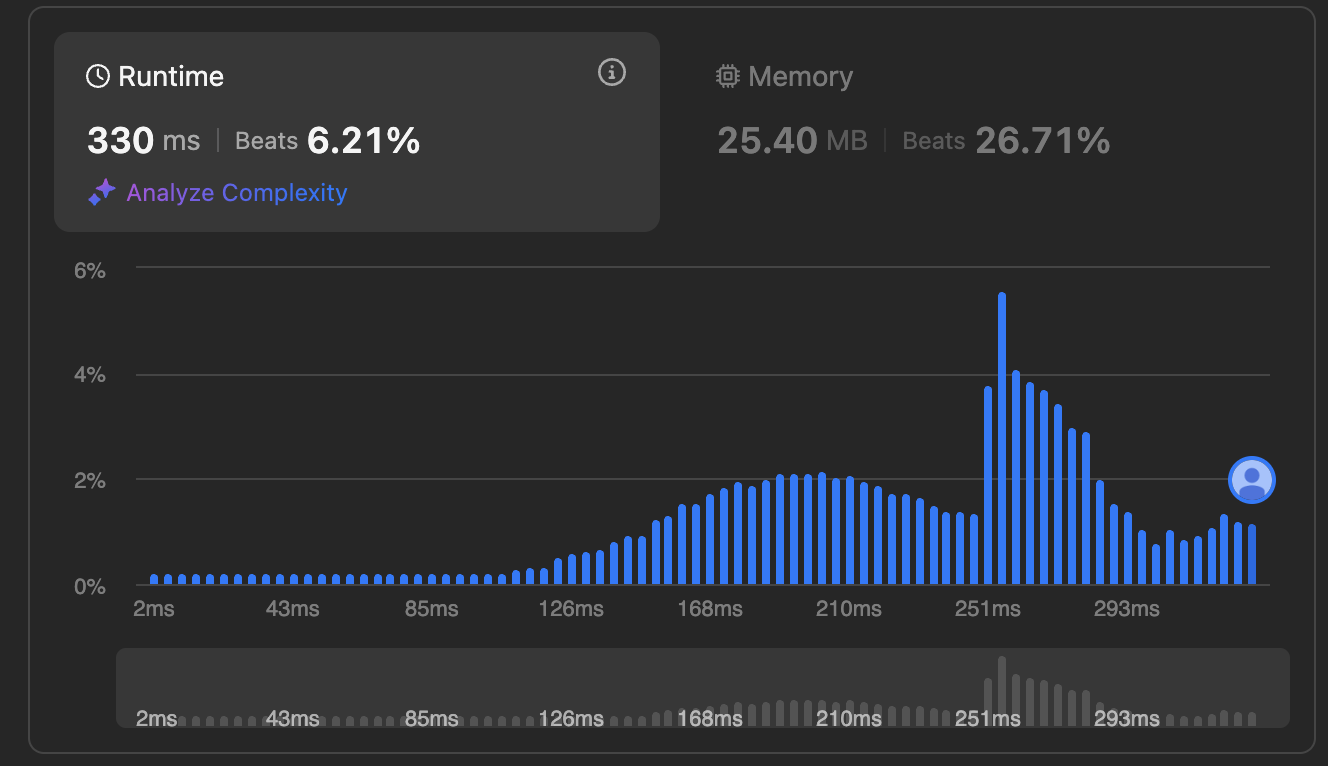 Runtime
330 ms | Beats 6.21%
Analyze Complexity
Memory
25.40 MB | Beats 26.71%
6%
4%
2%
0%
2ms 43ms 85ms 126ms 168ms 210ms 251ms 293ms
2ms 43ms 85ms 126ms 168ms 210ms 251ms 293ms